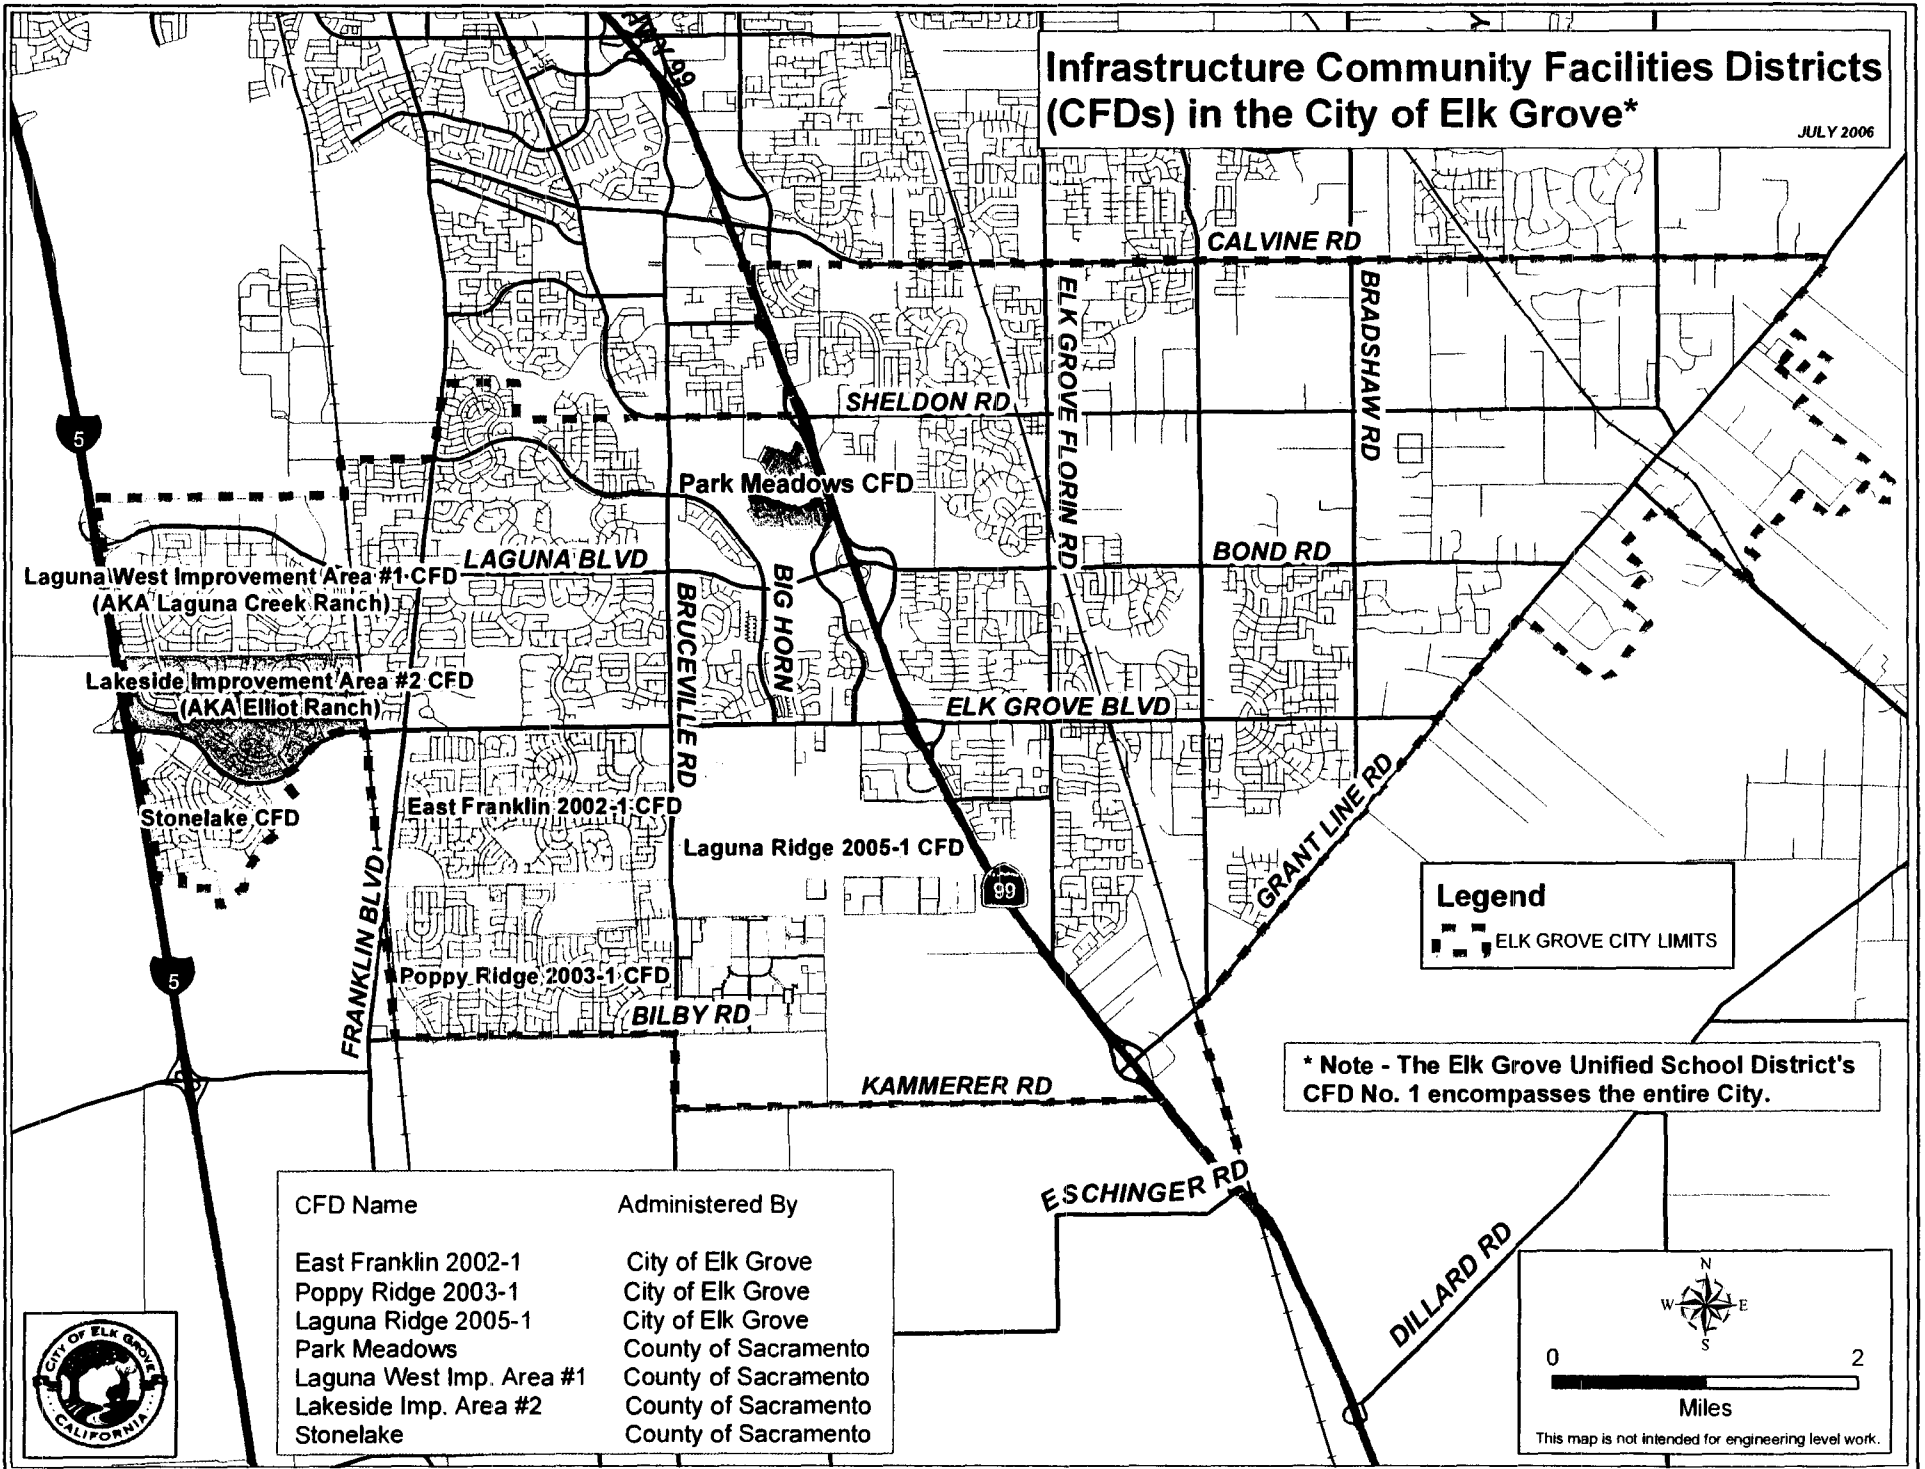 Infrastructure Community Facilities Districts
(CFDs) in the City of Elk Grove*
JULY 2006
HWY 99
CALVINE RD
ELK GROVE FLORIN RD
BRADSHAW RD
SHELDON RD
5
Park Meadows CFD
LAGUNA BLVD
BOND RD
Laguna West Improvement Area #1 CFD
(AKA Laguna Creek Ranch)
BRUCEVILLE RD
BIG HORN
Lakeside Improvement Area #2 CFD
(AKA Elliot Ranch)
ELK GROVE BLVD
East Franklin 2002-1 CFD
Stonelake CFD
Laguna Ridge 2005-1 CFD
GRANT LINE RD
99
FRANKLIN BLVD
Legend
ELK GROVE CITY LIMITS
5
Poppy Ridge 2003-1 CFD
BILBY RD
KAMMERER RD
* Note - The Elk Grove Unified School District's
CFD No. 1 encompasses the entire City.
ESCHINGER RD
DILLARD RD
CFD Name Administered By
East Franklin 2002-1 City of Elk Grove
Poppy Ridge 2003-1 City of Elk Grove
Laguna Ridge 2005-1 City of Elk Grove
Park Meadows County of Sacramento
Laguna West Imp. Area #1 County of Sacramento
Lakeside Imp. Area #2 County of Sacramento
Stonelake County of Sacramento
CITY OF ELK GROVE
CALIFORNIA
N
W E
S
0 2
Miles
This map is not intended for engineering level work.